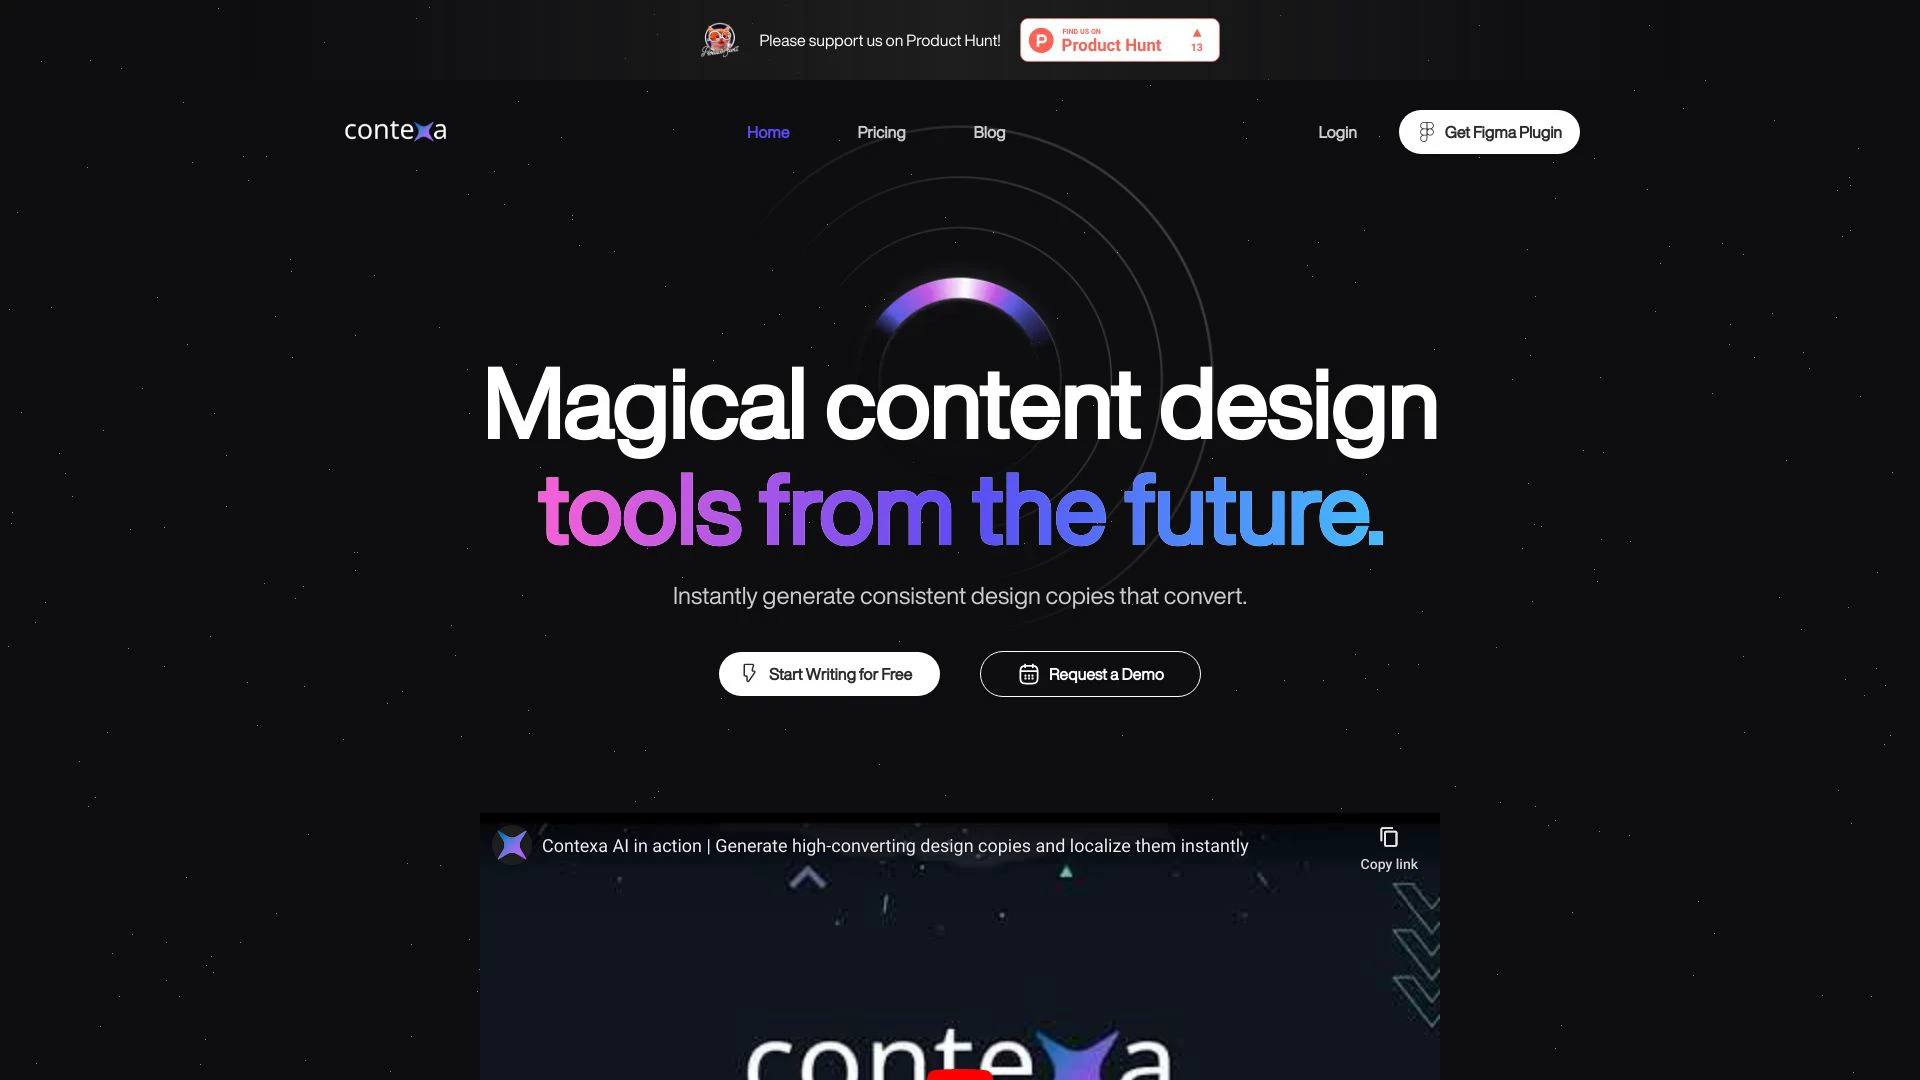 Please support us on Product Hunt!
FIND US ON
Product Hunt
13
contexa
Home
Pricing
Blog
Login
Get Figma Plugin
Magical content design
tools from the future.
Instantly generate consistent design copies that convert.
Start Writing for Free
Request a Demo
Contexa AI in action | Generate high-converting design copies and localize them instantly
Copy link
contexa